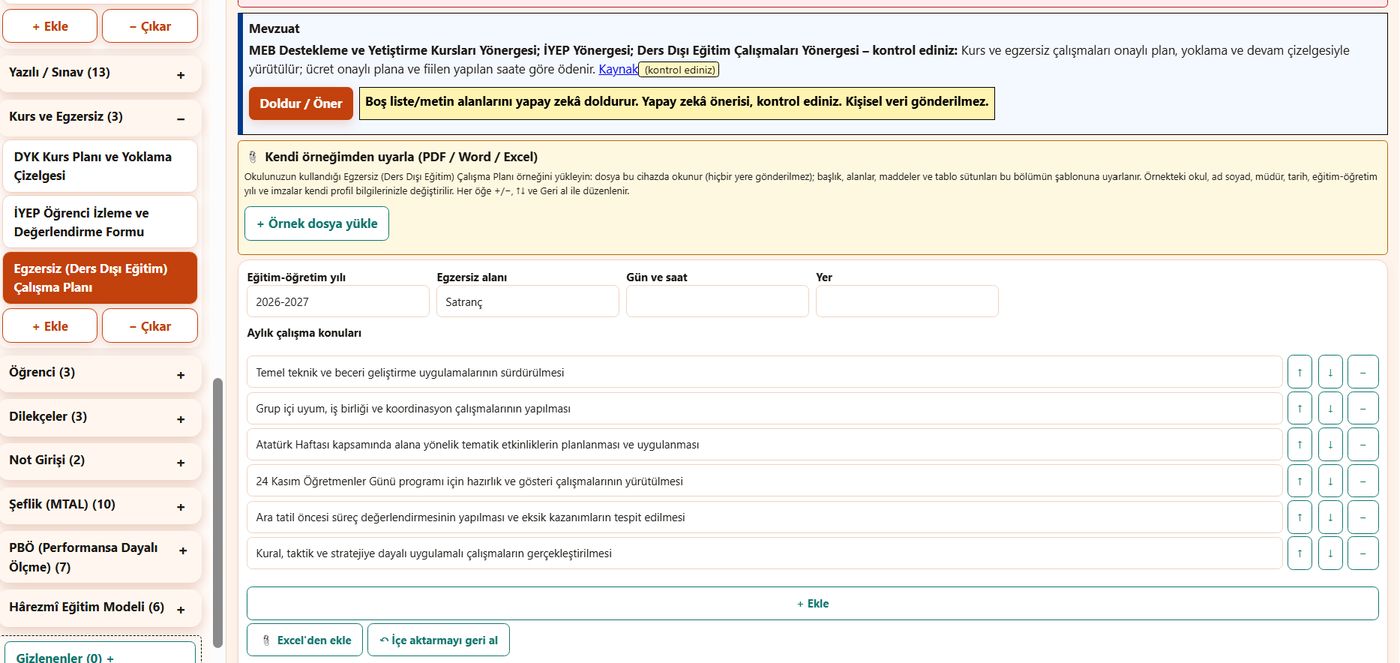 + Ekle
− Çıkar
Yazılı / Sınav (13)
+
Kurs ve Egzersiz (3)
−
DYK Kurs Planı ve Yoklama
Çizelgesi
İYEP Öğrenci İzleme ve
Değerlendirme Formu
Egzersiz (Ders Dışı Eğitim)
Çalışma Planı
+ Ekle
− Çıkar
Öğrenci (3)
+
Dilekçeler (3)
+
Not Girişi (2)
+
Şeflik (MTAL) (10)
+
PBÖ (Performansa Dayalı
Ölçme) (7)
+
Hârezmî Eğitim Modeli (6)
+
Gizlenenler (0) +
Mevzuat
MEB Destekleme ve Yetiştirme Kursları Yönergesi; İYEP Yönergesi; Ders Dışı Eğitim Çalışmaları Yönergesi – kontrol ediniz: Kurs ve egzersiz çalışmaları onaylı plan, yoklama ve devam çizelgesiyle
yürütülür; ücret onaylı plana ve fiilen yapılan saate göre ödenir. Kaynak (kontrol ediniz)
Doldur / Öner
Boş liste/metin alanlarını yapay zekâ doldurur. Yapay zekâ önerisi, kontrol ediniz. Kişisel veri gönderilmez.
Kendi örneğimden uyarla (PDF / Word / Excel)
Okulunuzun kullandığı Egzersiz (Ders Dışı Eğitim) Çalışma Planı örneğini yükleyin: dosya bu cihazda okunur (hiçbir yere gönderilmez); başlık, alanlar, maddeler ve tablo sütunları bu bölümün şablonuna uyarlanır. Örnekteki okul, ad soyad, müdür, tarih, eğitim-öğretim
yılı ve imzalar kendi profil bilgilerinizle değiştirilir. Her öğe +/−, ↑↓ ve Geri al ile düzenlenir.
+ Örnek dosya yükle
Eğitim-öğretim yılı
Egzersiz alanı
Gün ve saat
Yer
2026-2027
Satranç
Aylık çalışma konuları
Temel teknik ve beceri geliştirme uygulamalarının sürdürülmesi
↑ ↓ −
Grup içi uyum, iş birliği ve koordinasyon çalışmalarının yapılması
↑ ↓ −
Atatürk Haftası kapsamında alana yönelik tematik etkinliklerin planlanması ve uygulanması
↑ ↓ −
24 Kasım Öğretmenler Günü programı için hazırlık ve gösteri çalışmalarının yürütülmesi
↑ ↓ −
Ara tatil öncesi süreç değerlendirmesinin yapılması ve eksik kazanımların tespit edilmesi
↑ ↓ −
Kural, taktik ve stratejiye dayalı uygulamalı çalışmaların gerçekleştirilmesi
↑ ↓ −
+ Ekle
Excel'den ekle
↶ İçe aktarmayı geri al